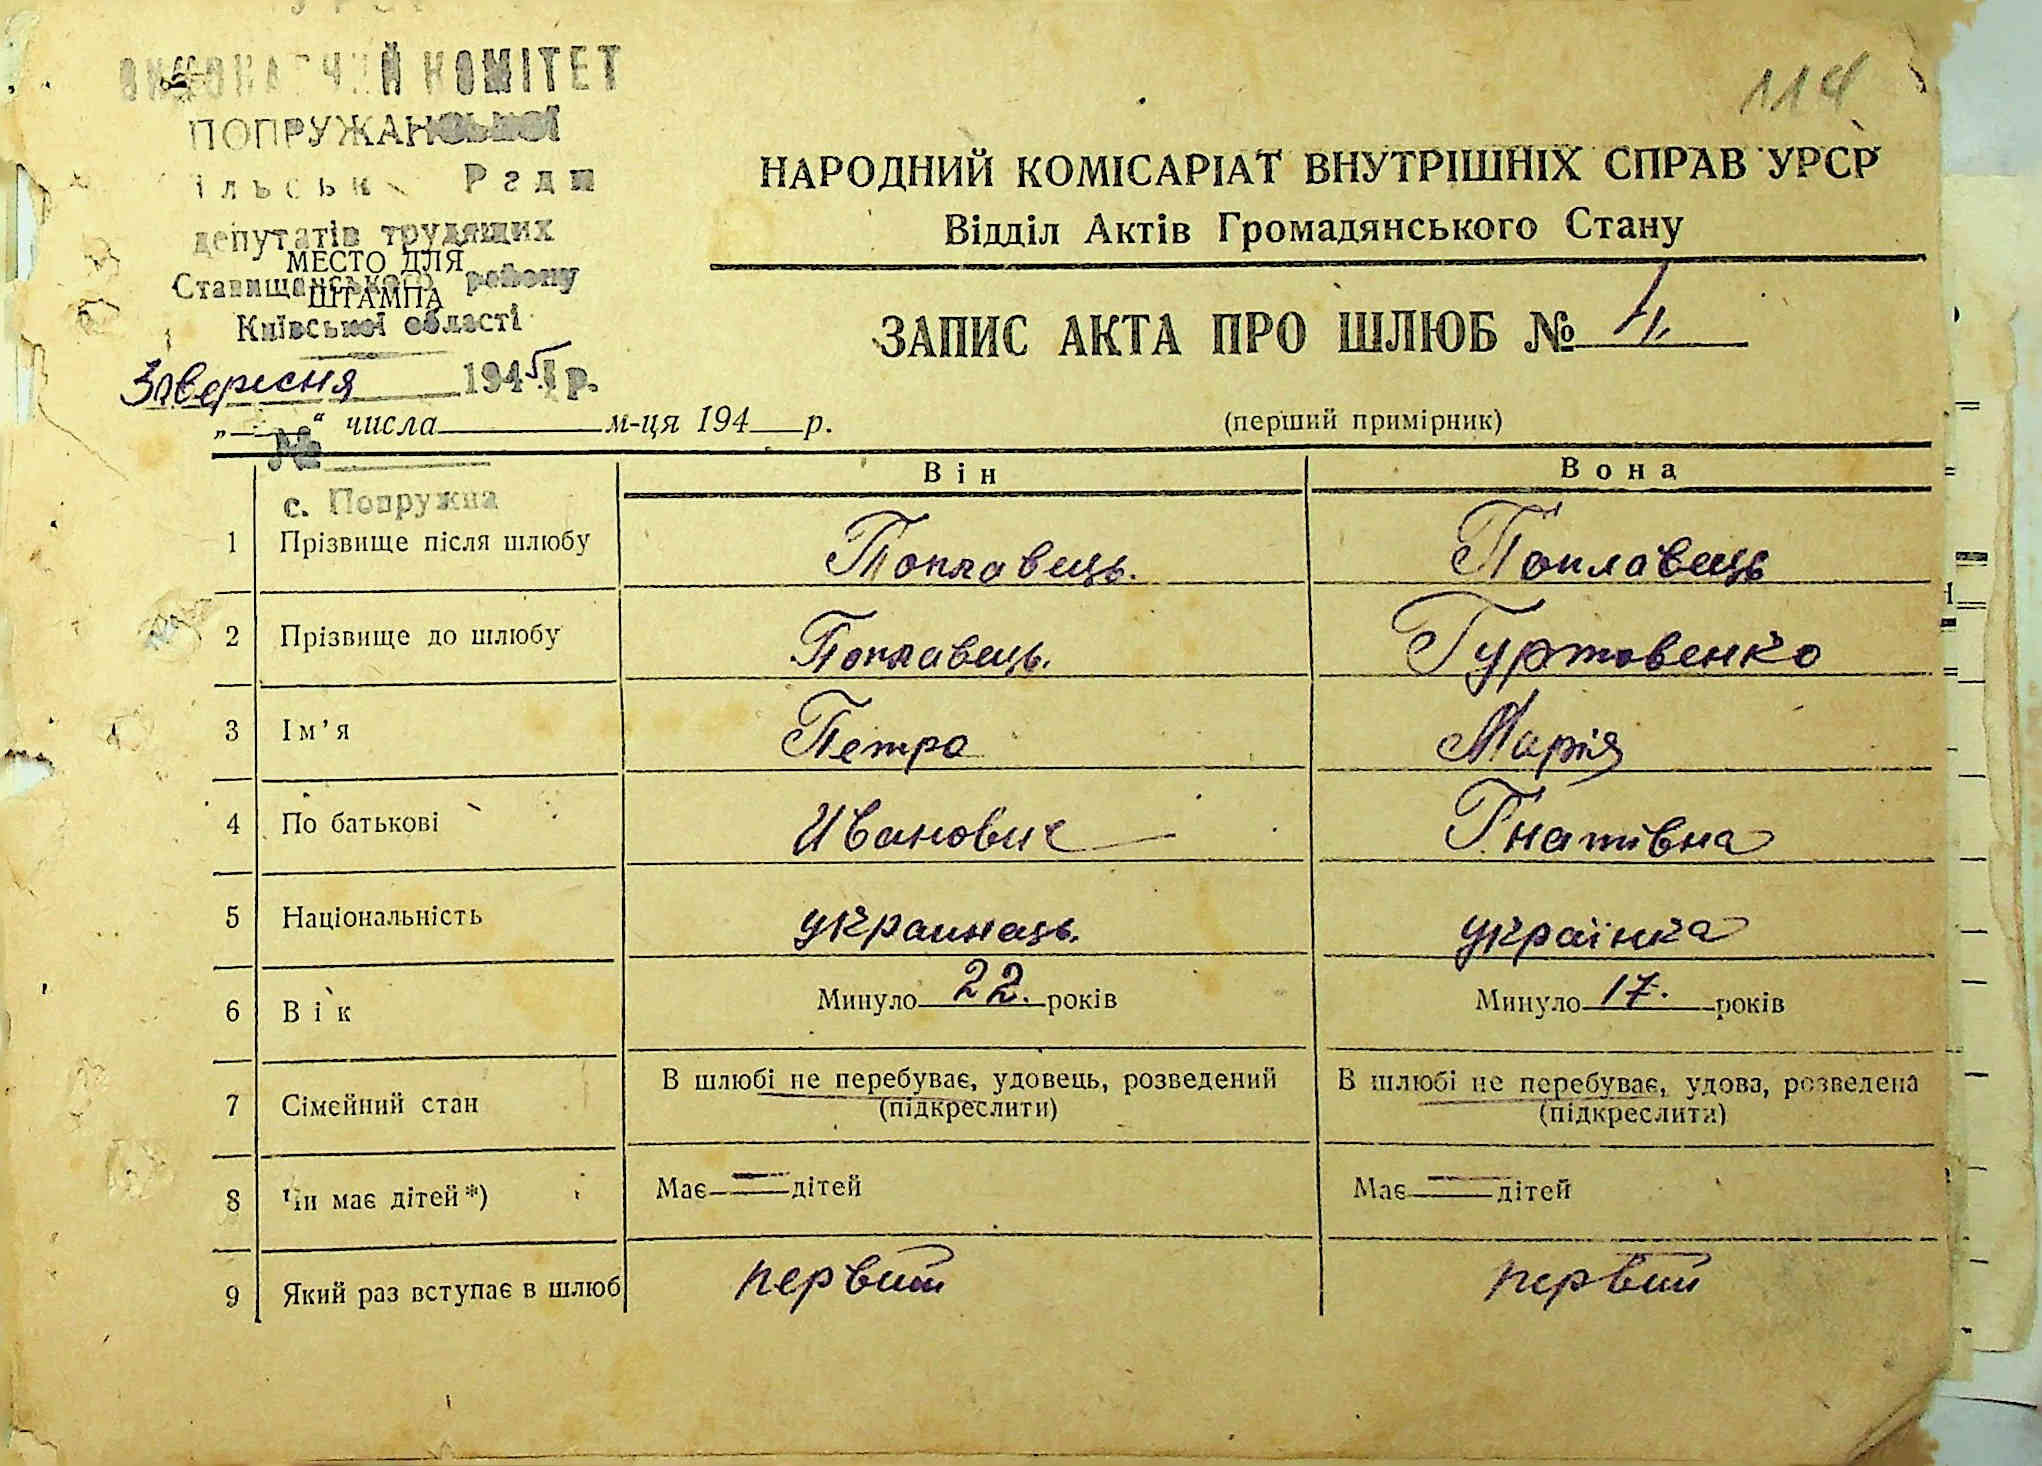 114
ВИКОНАВЧИЙ КОМІТЕТ
ПОПРУЖАНСЬКОЇ
ільськ Ради
депутатів трудящих
МЕСТО ДЛЯ
Ставищанського району
ШТАМПА
Київської області
30 вересня 1945 р.
НАРОДНИЙ КОМІСАРІАТ ВНУТРІШНІХ СПРАВ УРСР
Відділ Актів Громадянського Стану
ЗАПИС АКТА ПРО ШЛЮБ №
„ “ числа м-ця 194 р.
(перший примірник)
№
Він Вона
с. Попружна
1 Прізвище після шлюбу Поплавець. Поплавець
2 Прізвище до шлюбу Поплавець. Гуртовенко
3 Ім’я Петро Марія
4 По батькові Иванович Гнатівна
5 Національність украинець. українка
6 Вік Минуло 22. років Минуло 17. років
7 Сімейний стан В шлюбі не перебуває, удовець, розведений В шлюбі не перебуває, удова, розведена
(підкреслити) (підкреслити)
8 Чи має дітей*) Має — дітей Має — дітей
9 Який раз вступає в шлюб первий первий